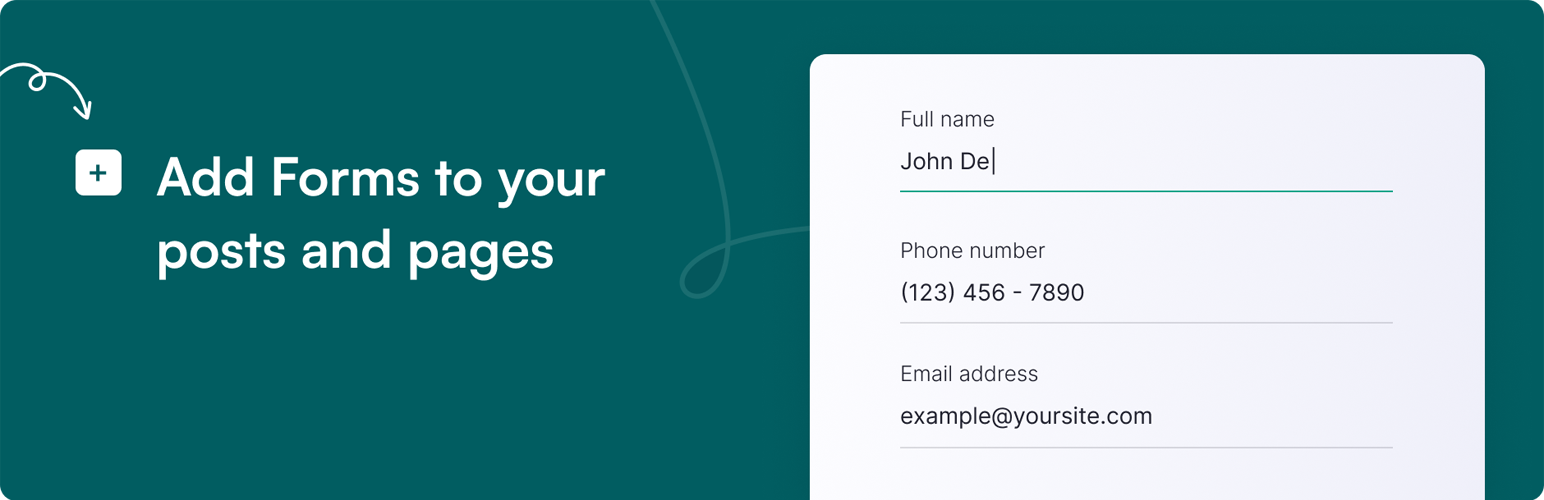 Add Forms to your
posts and pages
Full name
John De
Phone number
(123) 456 - 7890
Email address
example@yoursite.com